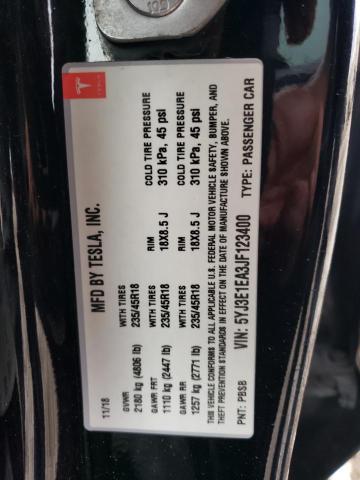 TESLA
MFD BY TESLA, INC.
11/18
GVWR
2180 kg (4806 lb)
GAWR FRT WITH TIRES RIM COLD TIRE PRESSURE
1110 kg (2447 lb) 235/45R18 18X8.5 J 310 kPa, 45 psi
GAWR RR WITH TIRES RIM COLD TIRE PRESSURE
1257 kg (2771 lb) 235/45R18 18X8.5 J 310 kPa, 45 psi
THIS VEHICLE CONFORMS TO ALL APPLICABLE U.S. FEDERAL MOTOR VEHICLE SAFETY, BUMPER, AND
THEFT PREVENTION STANDARDS IN EFFECT ON THE DATE OF MANUFACTURE SHOWN ABOVE.
VIN: 5YJ3E1EA3JF123400 TYPE: PASSENGER CAR
PNT: PBSB